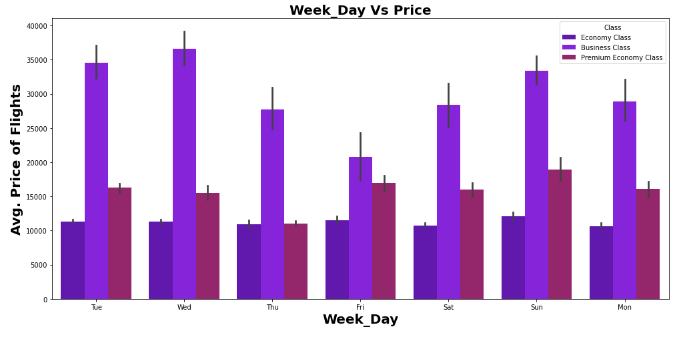 Week_Day Vs Price
Class
Economy Class
Business Class
Premium Economy Class
Avg. Price of Flights
40000
35000
30000
25000
20000
15000
10000
5000
0
Tue Wed Thu Fri Sat Sun Mon
Week_Day